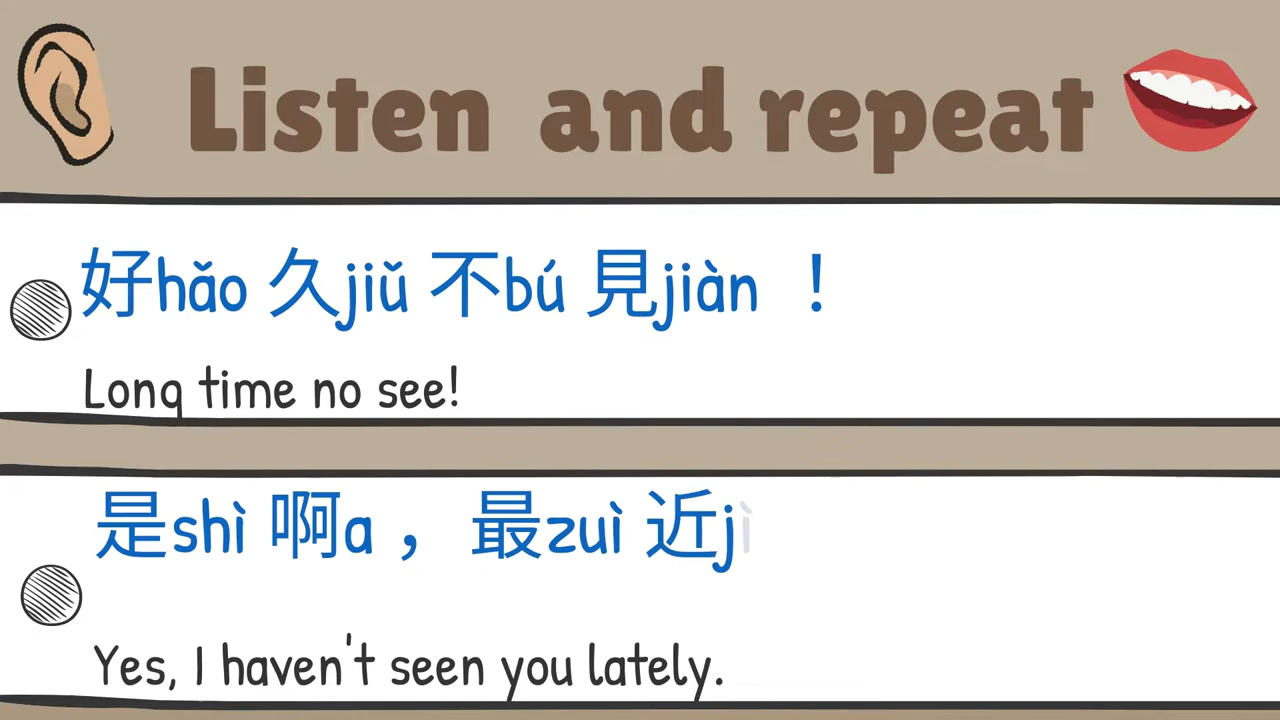 Listen and repeat
好hǎo 久jiǔ 不bú 見jiàn ！
Long time no see!
是shì 啊a ， 最zuì 近jì
Yes, I haven't seen you lately.